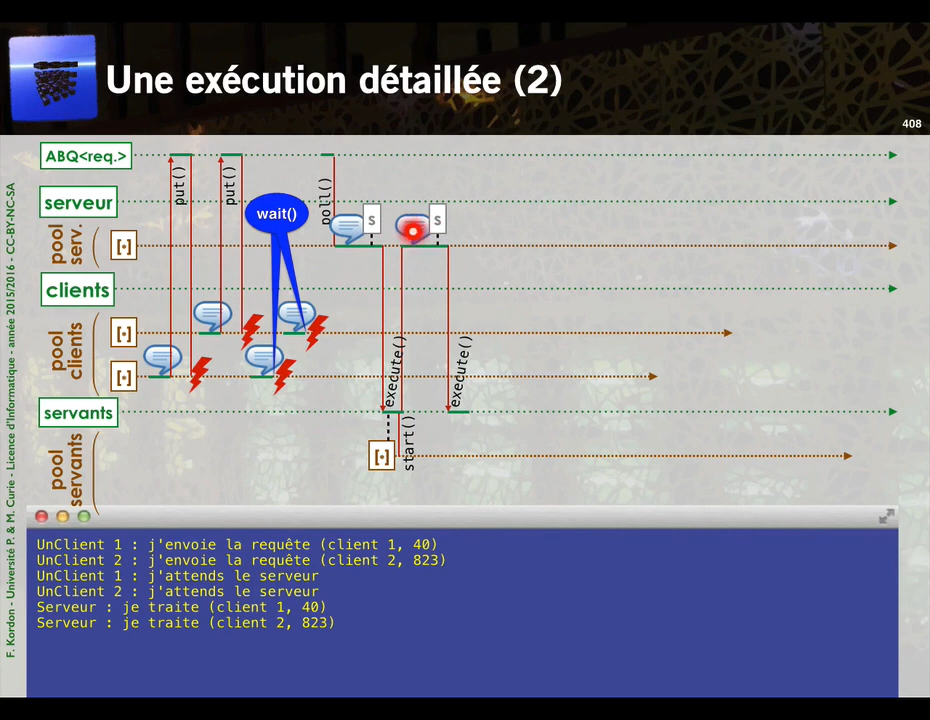 Une exécution détaillée (2)
408
ABQ<req.>
put()
put()
poll()
serveur
wait()
S
S
pool
serv.
[·]
clients
pool
clients
[·]
[·]
execute()
execute()
servants
start()
pool
servants
[·]
F. Kordon - Université P. & M. Curie - Licence d'Informatique - année 2015/2016 - CC-BY-NC-SA
UnClient 1 : j'envoie la requête (client 1, 40)
UnClient 2 : j'envoie la requête (client 2, 823)
UnClient 1 : j'attends le serveur
UnClient 2 : j'attends le serveur
Serveur : je traite (client 1, 40)
Serveur : je traite (client 2, 823)